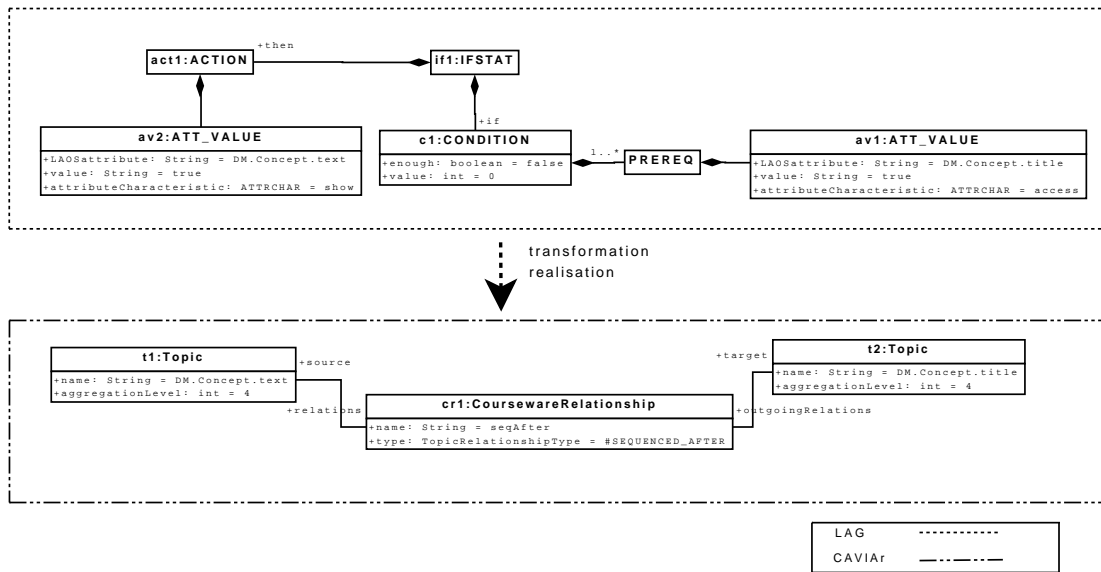 +then
act1:ACTION
if1:IFSTAT
+if
av2:ATT_VALUE
+LAOSattribute: String = DM.Concept.text
+value: String = true
+attributeCharacteristic: ATTRCHAR = show
c1:CONDITION
+enough: boolean = false
+value: int = 0
1..*
PREREQ
av1:ATT_VALUE
+LAOSattribute: String = DM.Concept.title
+value: String = true
+attributeCharacteristic: ATTRCHAR = access
transformation
realisation
t1:Topic
+name: String = DM.Concept.text
+aggregationLevel: int = 4
+source
+relations
cr1:CoursewareRelationship
+name: String = seqAfter
+type: TopicRelationshipType = #SEQUENCED_AFTER
+target
+outgoingRelations
t2:Topic
+name: String = DM.Concept.title
+aggregationLevel: int = 4
LAG
CAVIAr